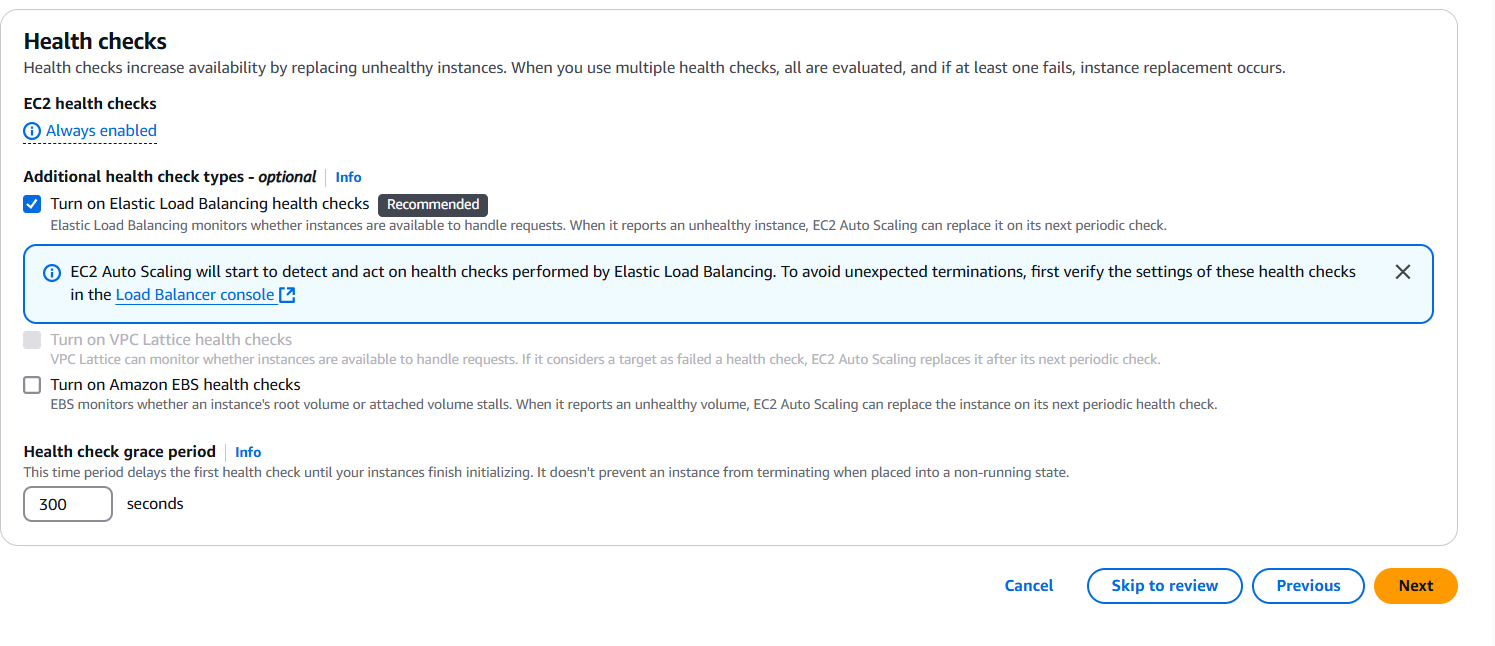 Health checks
Health checks increase availability by replacing unhealthy instances. When you use multiple health checks, all are evaluated, and if at least one fails, instance replacement occurs.
EC2 health checks
Always enabled
Additional health check types - optional Info
Turn on Elastic Load Balancing health checks Recommended
Elastic Load Balancing monitors whether instances are available to handle requests. When it reports an unhealthy instance, EC2 Auto Scaling can replace it on its next periodic check.
EC2 Auto Scaling will start to detect and act on health checks performed by Elastic Load Balancing. To avoid unexpected terminations, first verify the settings of these health checks
in the Load Balancer console
Turn on VPC Lattice health checks
VPC Lattice can monitor whether instances are available to handle requests. If it considers a target as failed a health check, EC2 Auto Scaling replaces it after its next periodic check.
Turn on Amazon EBS health checks
EBS monitors whether an instance's root volume or attached volume stalls. When it reports an unhealthy volume, EC2 Auto Scaling can replace the instance on its next periodic health check.
Health check grace period Info
This time period delays the first health check until your instances finish initializing. It doesn't prevent an instance from terminating when placed into a non-running state.
300 seconds
Cancel Skip to review Previous Next